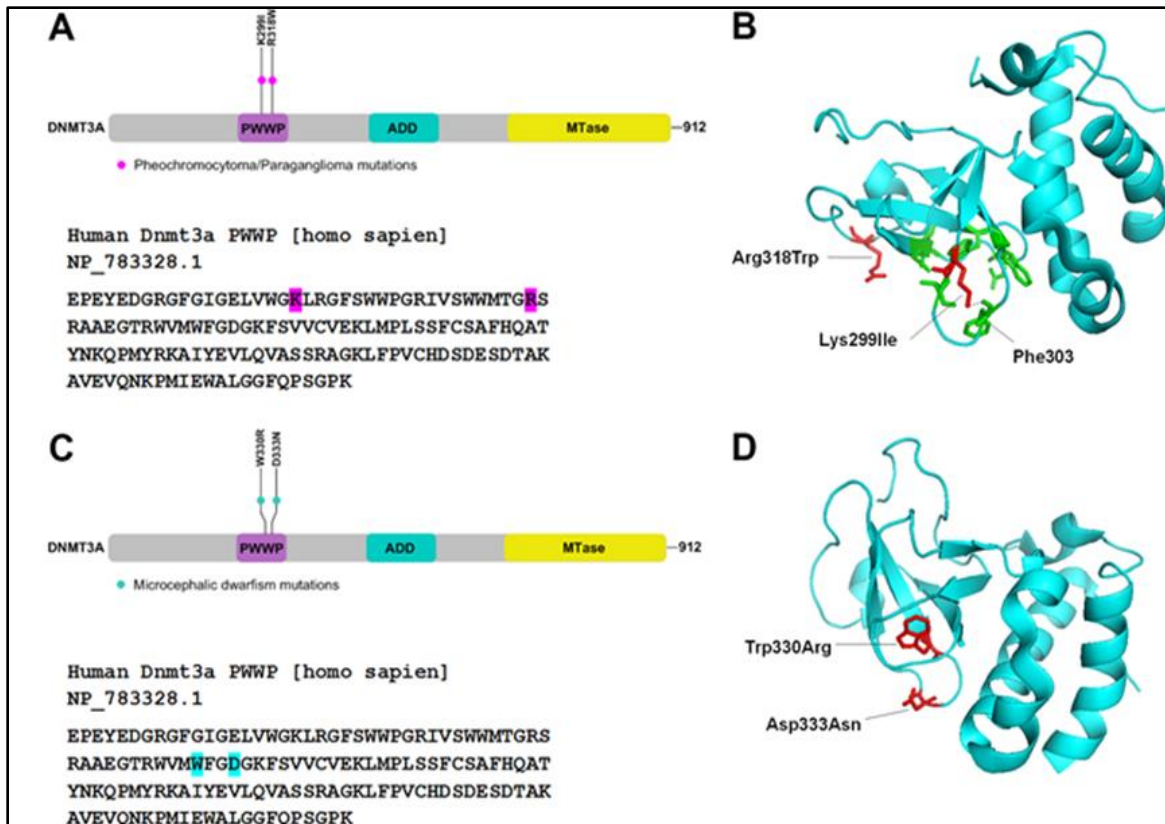 A
K299I
R318W
DNMT3A
PWWP
ADD
MTase
912
Pheochromocytoma/Paraganglioma mutations
Human Dnmt3a PWWP [homo sapien]
NP_783328.1
EPEYEDGRGFGIGELVWGKLRGFSWWPGRIVSWWMTGRS
RAAEGTRWVMWFGDGKFSVVCVEKLMPLSSFCSAFHQAT
YNKQPMYRKAIYEVLQVASSRAGKLFPVCHDSDESDTAK
AVEVQNKPMIEWALGGFQPSGPK
B
Arg318Trp
Lys299Ile
Phe303
C
W330R
D333N
DNMT3A
PWWP
ADD
MTase
912
Microcephalic dwarfism mutations
Human Dnmt3a PWWP [homo sapien]
NP_783328.1
EPEYEDGRGFGIGELVWGKLRGFSWWPGRIVSWWMTGRS
RAAEGTRWVMWFGDGKFSVVCVEKLMPLSSFCSAFHQAT
YNKQPMYRKAIYEVLQVASSRAGKLFPVCHDSDESDTAK
AVEVQNKPMIEWALGGFQPSGPK
D
Trp330Arg
Asp333Asn